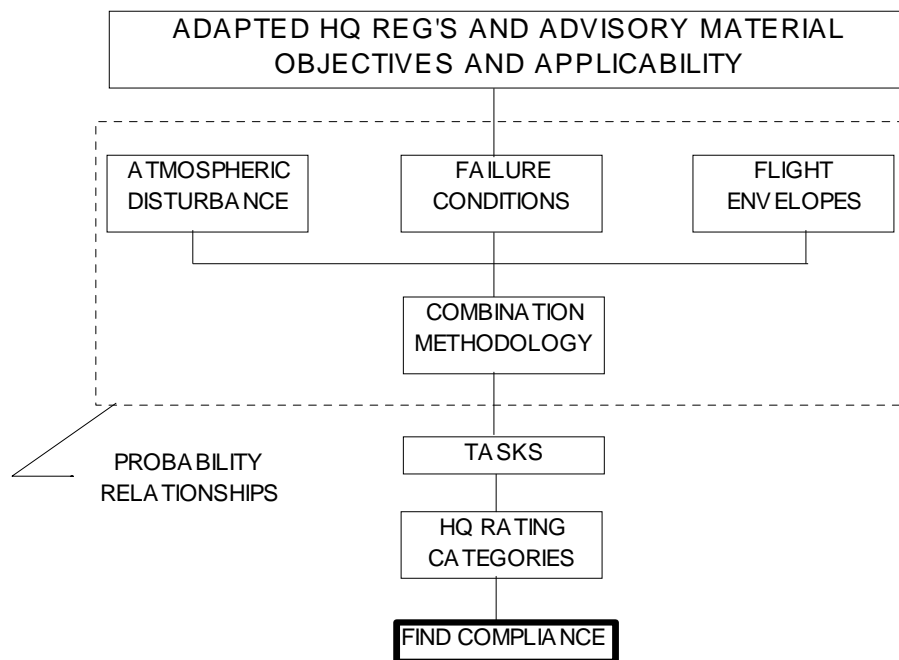 ADAPTED HQ REG'S AND ADVISORY MATERIAL
OBJECTIVES AND APPLICABILITY
ATMOSPHERIC
DISTURBANCE
FAILURE
CONDITIONS
FLIGHT
ENVELOPES
COMBINATION
METHODOLOGY
PROBABILITY
RELATIONSHIPS
TASKS
HQ RATING
CATEGORIES
FIND COMPLIANCE